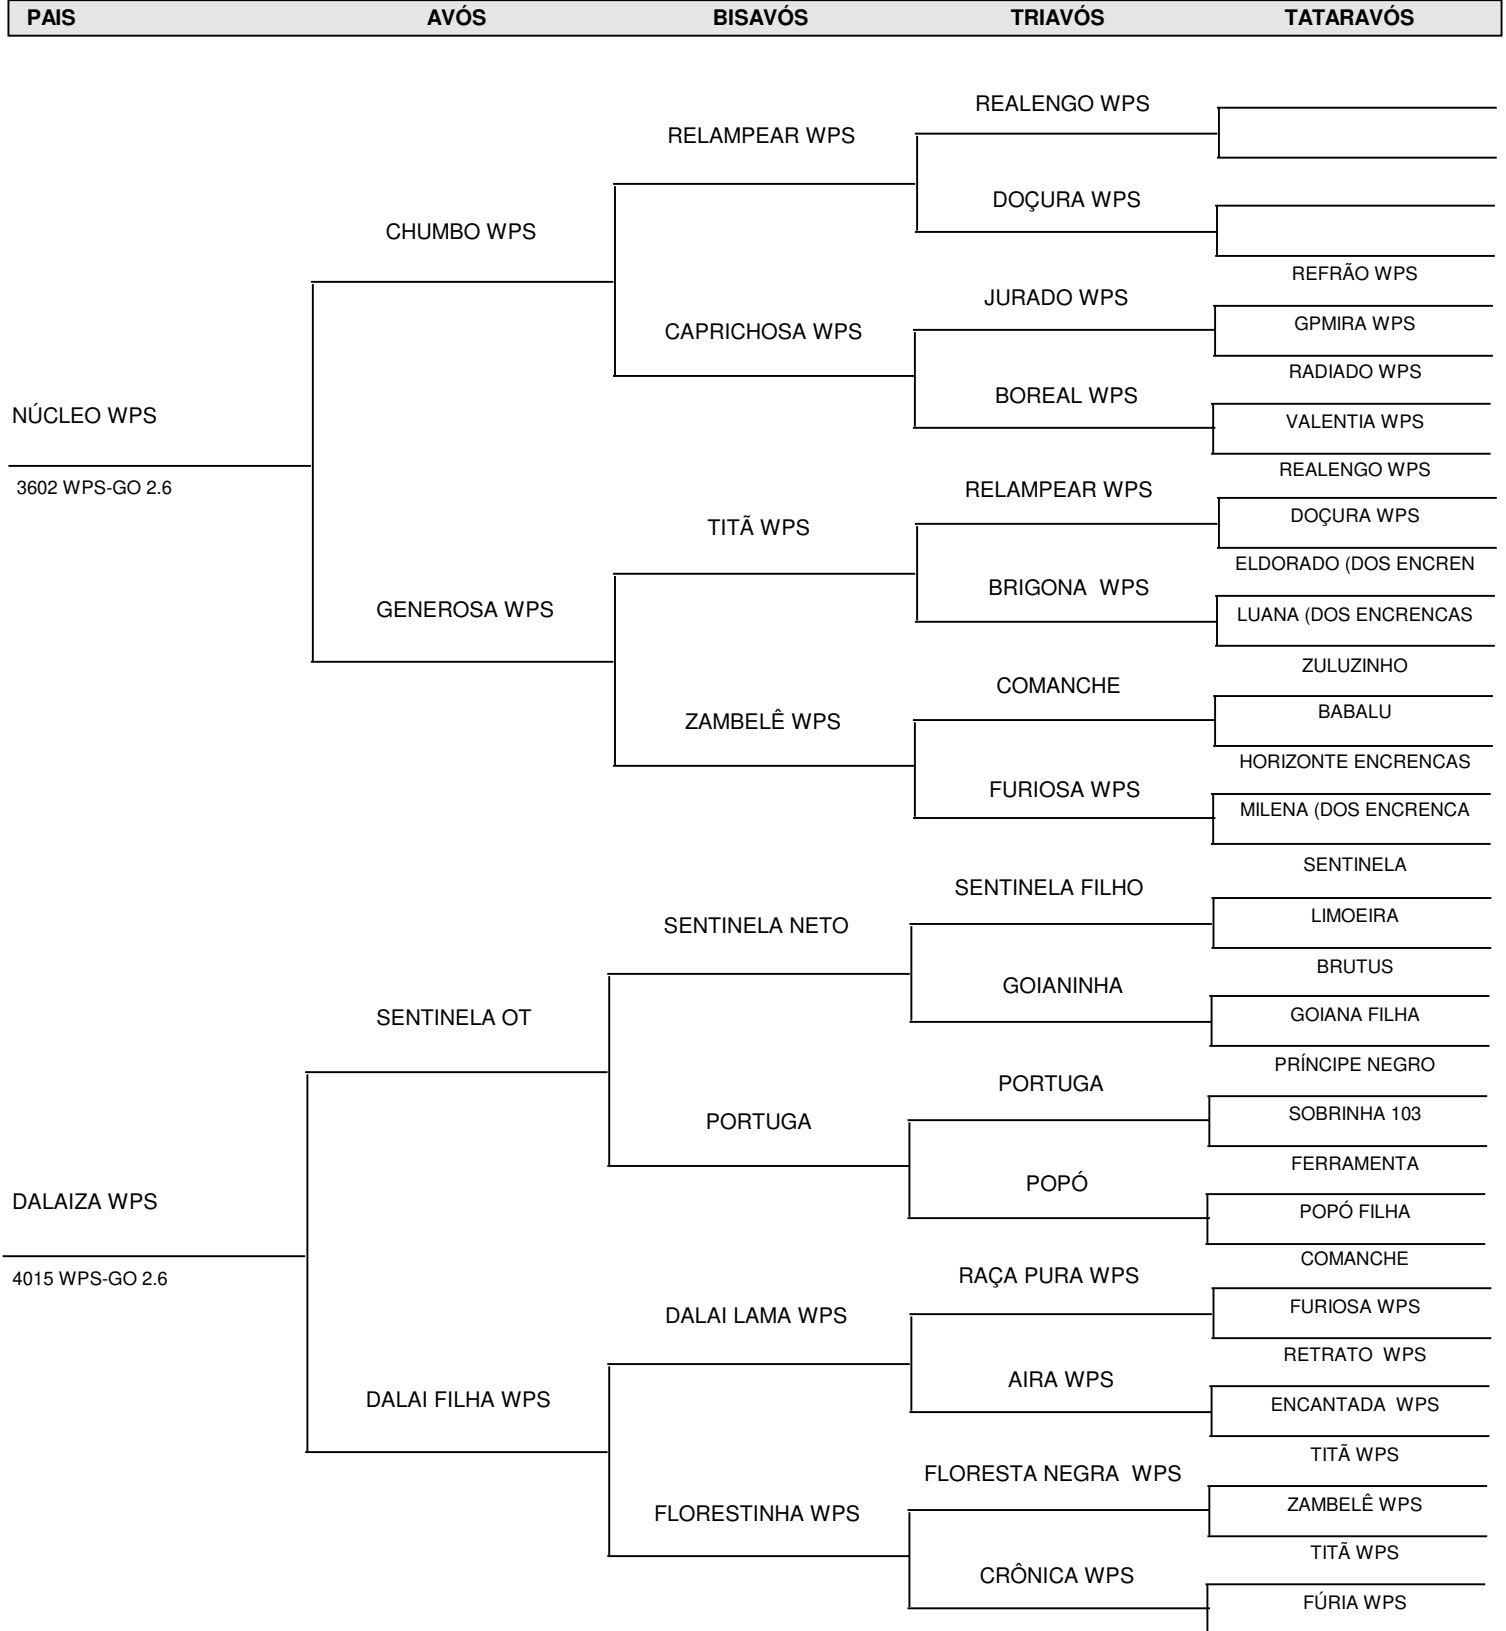 PAIS AVÓS BISAVÓS TRIAVÓS TATARAVÓS
REALENGO WPS
RELAMPEAR WPS
DOÇURA WPS
CHUMBO WPS
REFRÃO WPS
JURADO WPS
GPMIRA WPS
CAPRICHOSA WPS
RADIADO WPS
BOREAL WPS
NÚCLEO WPS
VALENTIA WPS
REALENGO WPS
3602 WPS-GO 2.6
RELAMPEAR WPS
DOÇURA WPS
TITÃ WPS
ELDORADO (DOS ENCREN
BRIGONA WPS
GENEROSA WPS
LUANA (DOS ENCRENCAS
ZULUZINHO
COMANCHE
BABALU
ZAMBELÊ WPS
HORIZONTE ENCRENCAS
FURIOSA WPS
MILENA (DOS ENCRENCA
SENTINELA
SENTINELA FILHO
LIMOEIRA
SENTINELA NETO
BRUTUS
GOIANINHA
SENTINELA OT
GOIANA FILHA
PRÍNCIPE NEGRO
PORTUGA
SOBRINHA 103
PORTUGA
FERRAMENTA
POPÓ
DALAIZA WPS
POPÓ FILHA
COMANCHE
4015 WPS-GO 2.6
RAÇA PURA WPS
FURIOSA WPS
DALAI LAMA WPS
RETRATO WPS
AIRA WPS
DALAI FILHA WPS
ENCANTADA WPS
TITÃ WPS
FLORESTA NEGRA WPS
ZAMBELÊ WPS
FLORESTINHA WPS
TITÃ WPS
CRÔNICA WPS
FÚRIA WPS